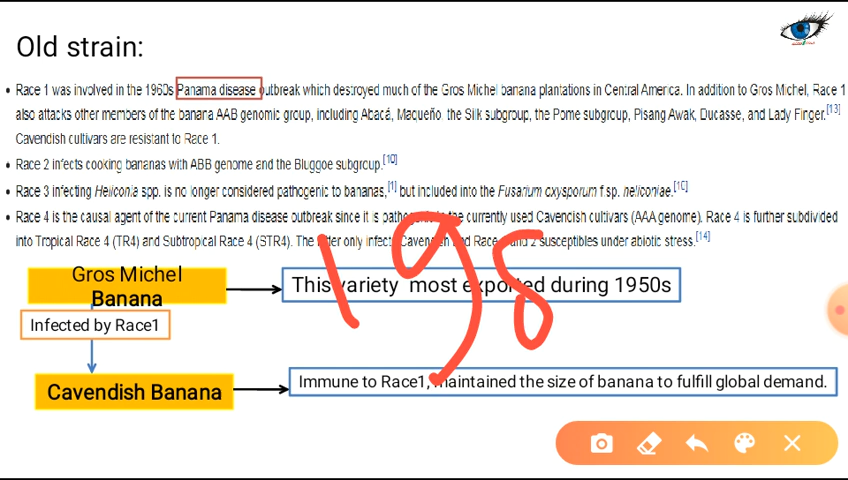 Old strain:
• Race 1 was involved in the 1960s Panama disease outbreak which destroyed much of the Gros Michel banana plantations in Central America. In addition to Gros Michel, Race 1
also attacks other members of the banana AAB genomic group, including Abacá, Maqueño, the Silk subgroup, the Pome subgroup, Pisang Awak, Ducasse, and Lady Finger.[13]
Cavendish cultivars are resistant to Race 1.
• Race 2 infects cooking bananas with ABB genome and the Bluggoe subgroup.[10]
• Race 3 infecting Heliconia spp. is no longer considered pathogenic to bananas,[1] but included into the Fusarium oxysporum f.sp. heliconiae.[10]
• Race 4 is the causal agent of the current Panama disease outbreak since it is pathogenic to the currently used Cavendish cultivars (AAA genome). Race 4 is further subdivided
into Tropical Race 4 (TR4) and Subtropical Race 4 (STR4). The latter only infect Cavendish and Race 1 and 2 susceptibles under abiotic stress.[14]
Gros Michel
Banana
This variety most exported during 1950s
Infected by Race1
Cavendish Banana
Immune to Race1, maintained the size of banana to fulfill global demand.
198